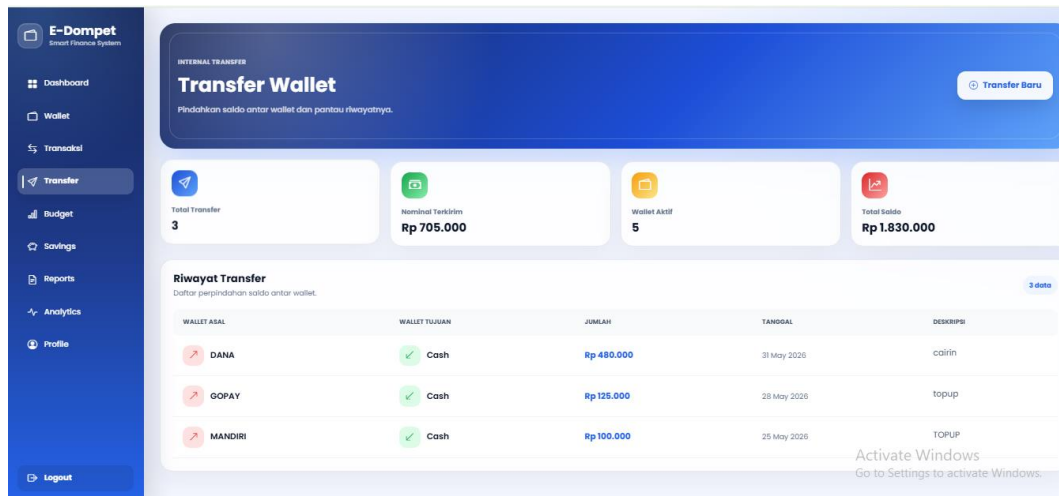 E-Dompet
Smart Finance System
Dashboard
Wallet
Transaksi
Transfer
Budget
Savings
Reports
Analytics
Profile
Logout
INTERNAL TRANSFER
Transfer Wallet
Pindahkan saldo antar wallet dan pantau riwayatnya.
Transfer Baru
Total Transfer
3
Nominal Terkirim
Rp 705.000
Wallet Aktif
5
Total Saldo
Rp 1.830.000
Riwayat Transfer
Daftar perpindahan saldo antar wallet.
3 data
WALLET ASAL WALLET TUJUAN JUMLAH TANGGAL DESKRIPSI
DANA Cash Rp 480.000 31 May 2026 cairin
GOPAY Cash Rp 125.000 28 May 2026 topup
MANDIRI Cash Rp 100.000 25 May 2026 TOPUP
Activate Windows
Go to Settings to activate Windows.